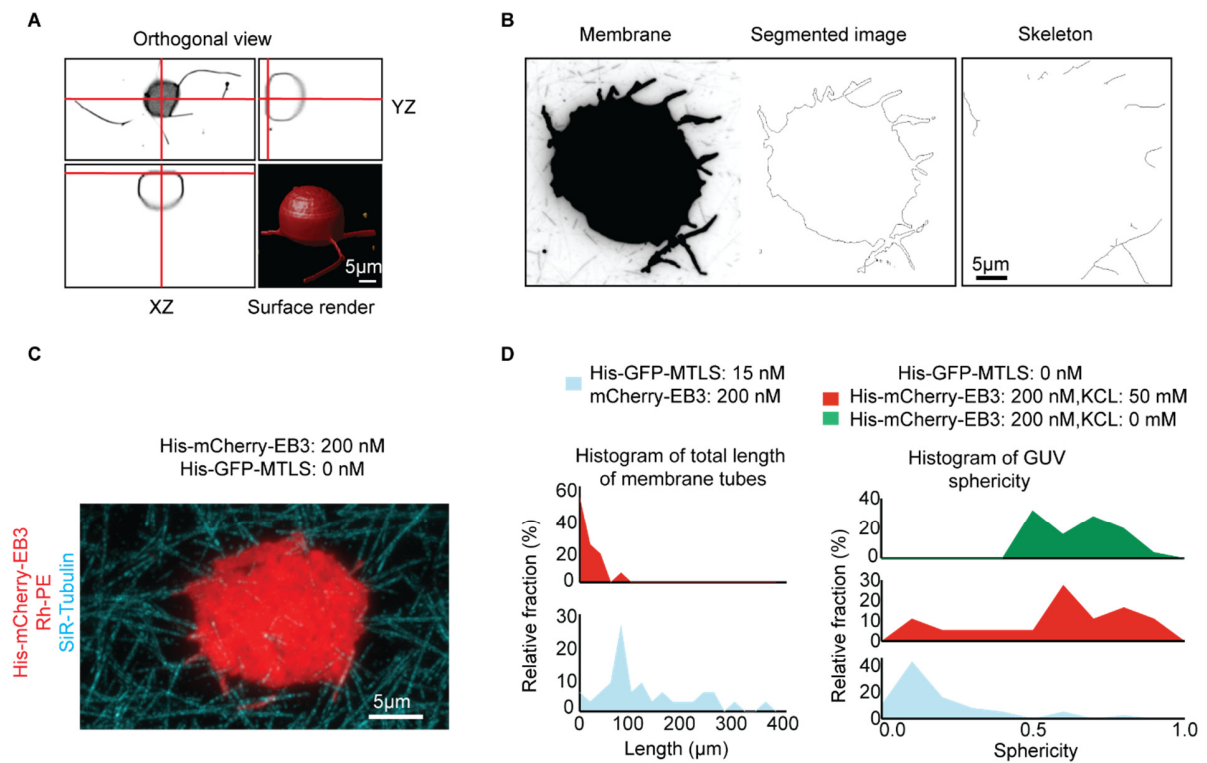 A
Orthogonal view
YZ
5μm
XZ
Surface render
B
Membrane
Segmented image
Skeleton
5μm
C
His-mCherry-EB3: 200 nM
His-GFP-MTLS: 0 nM
His-mCherry-EB3
Rh-PE
SiR-Tubulin
5μm
D
His-GFP-MTLS: 15 nM
mCherry-EB3: 200 nM
His-GFP-MTLS: 0 nM
His-mCherry-EB3: 200 nM,KCL: 50 mM
His-mCherry-EB3: 200 nM,KCL: 0 mM
Histogram of total length
of membrane tubes
Relative fraction (%)
60
40
20
0
30
20
10
0
0
100
200
300
400
Length (μm)
Histogram of GUV
sphericity
Relative fraction (%)
40
20
0
30
20
10
0
40
20
0
0.0
0.5
1.0
Sphericity